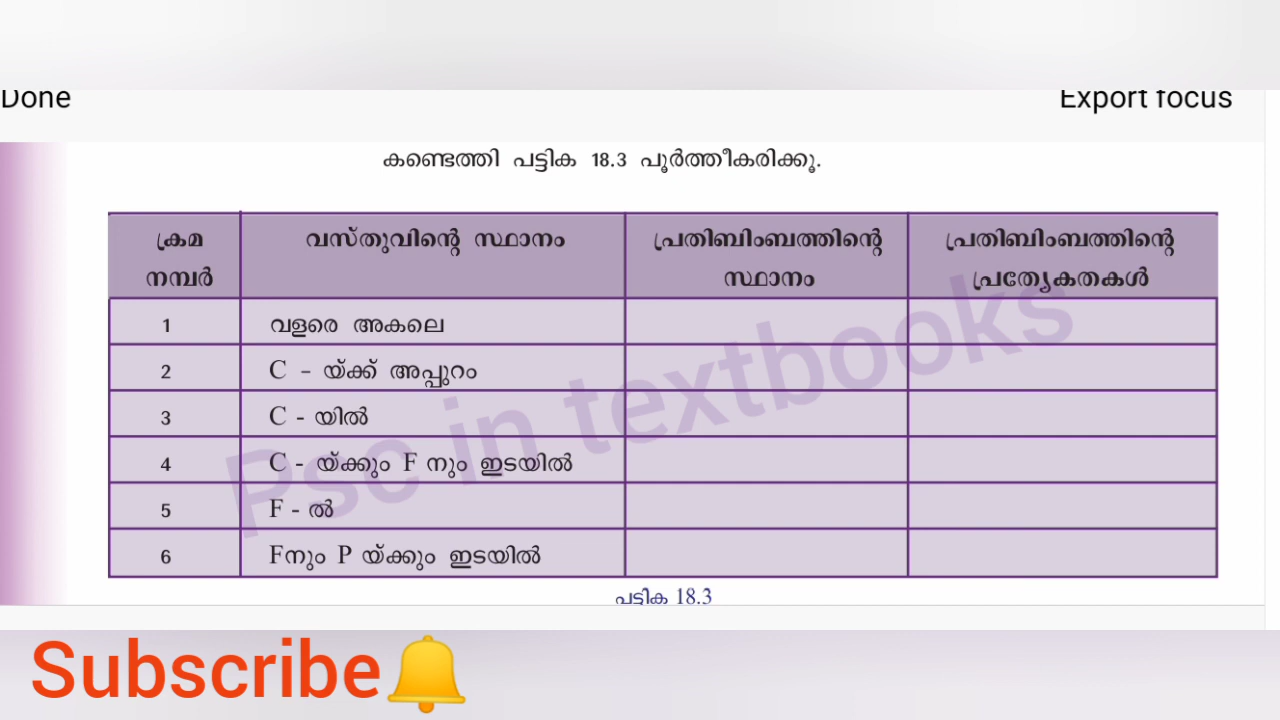 Done Export focus
കണ്ടെത്തി പട്ടിക 18.3 പൂർത്തീകരിക്കൂ.
ക്രമ നമ്പർ വസ്തുവിന്റെ സ്ഥാനം പ്രതിബിംബത്തിന്റെ സ്ഥാനം പ്രതിബിംബത്തിന്റെ പ്രത്യേകതകൾ
1 വളരെ അകലെ
2 C - യ്ക്ക് അപ്പുറം
3 C - യിൽ
4 C - യ്ക്കും F നും ഇടയിൽ
5 F - ൽ
6 Fനും P യ്ക്കും ഇടയിൽ
പട്ടിക 18.3
Psc in textbooks
Subscribe